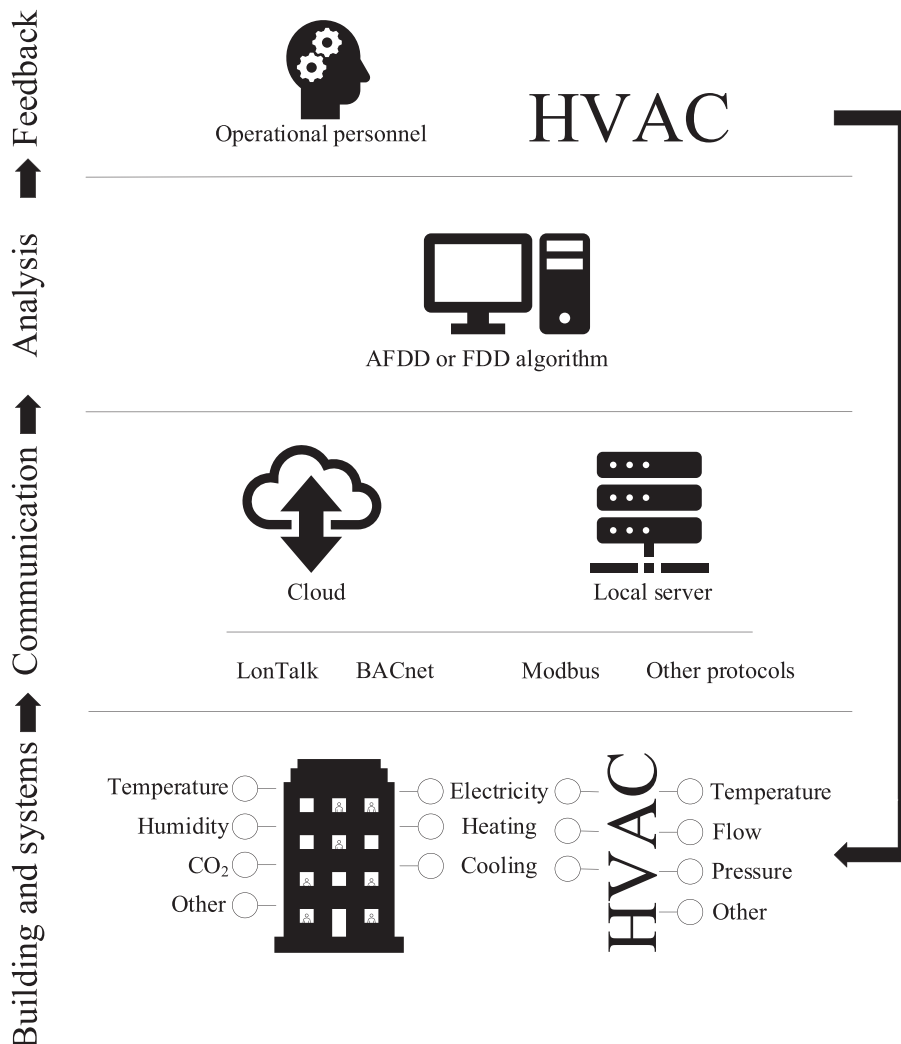 Feedback
Operational personnel
HVAC
Analysis
AFDD or FDD algorithm
Communication
Cloud
Local server
LonTalk
BACnet
Modbus
Other protocols
Building and systems
Temperature
Humidity
CO₂
Other
Electricity
Heating
Cooling
HVAC
Temperature
Flow
Pressure
Other